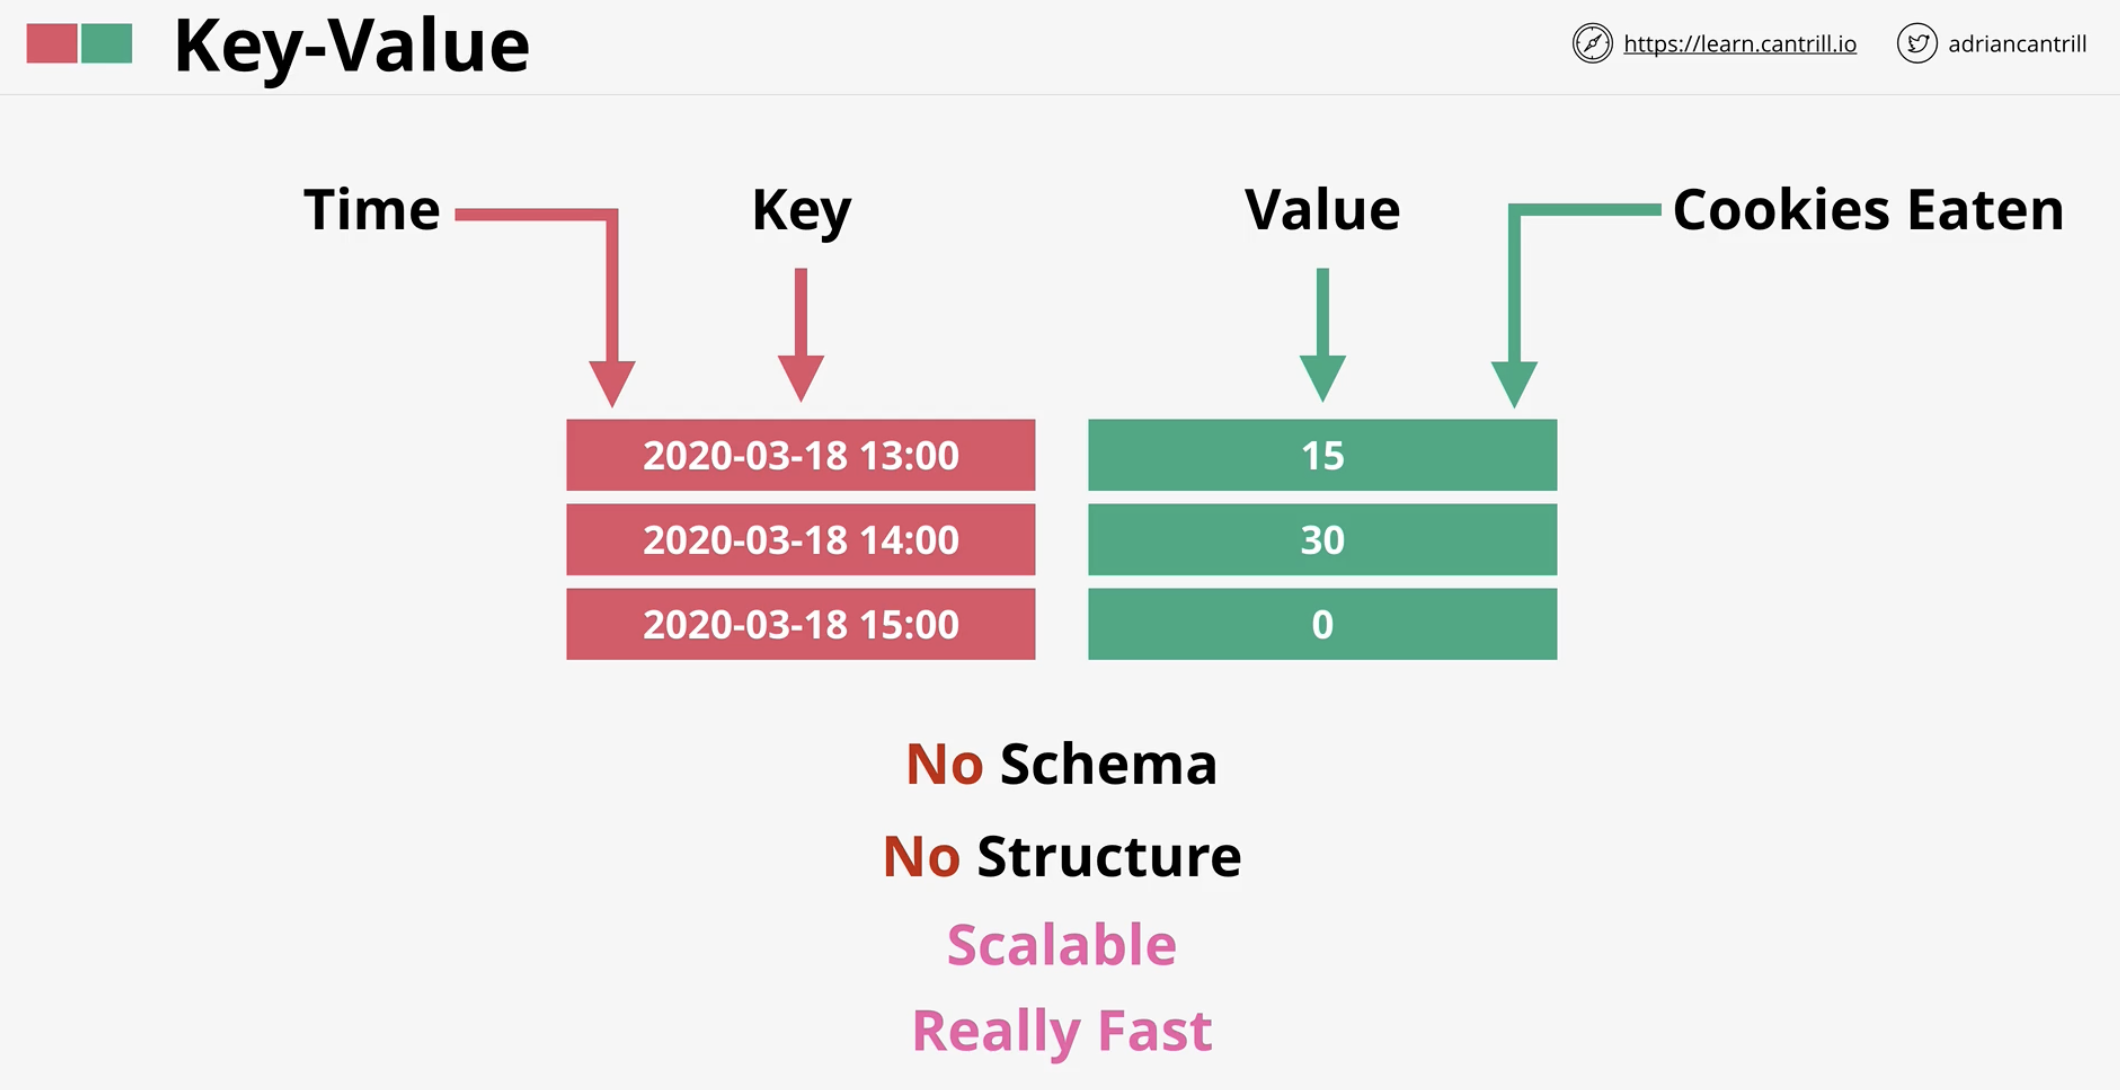 Key-Value
https://learn.cantrill.io
adriancantrill
Time
Key
Value
Cookies Eaten
2020-03-18 13:00
15
2020-03-18 14:00
30
2020-03-18 15:00
0
No Schema
No Structure
Scalable
Really Fast